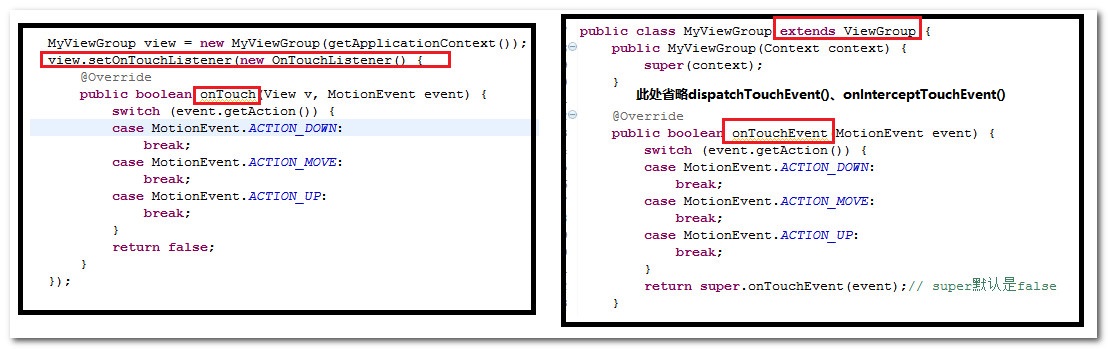 MyViewGroup view = new MyViewGroup(getApplicationContext());
view.setOnTouchListener(new OnTouchListener() {
@Override
public boolean onTouch(View v, MotionEvent event) {
switch (event.getAction()) {
case MotionEvent.ACTION_DOWN:
break;
case MotionEvent.ACTION_MOVE:
break;
case MotionEvent.ACTION_UP:
break;
}
return false;
}
});
public class MyViewGroup extends ViewGroup {
public MyViewGroup(Context context) {
super(context);
}
此处省略dispatchTouchEvent()、onInterceptTouchEvent()
@Override
public boolean onTouchEvent(MotionEvent event) {
switch (event.getAction()) {
case MotionEvent.ACTION_DOWN:
break;
case MotionEvent.ACTION_MOVE:
break;
case MotionEvent.ACTION_UP:
break;
}
return super.onTouchEvent(event);// super默认是false
}